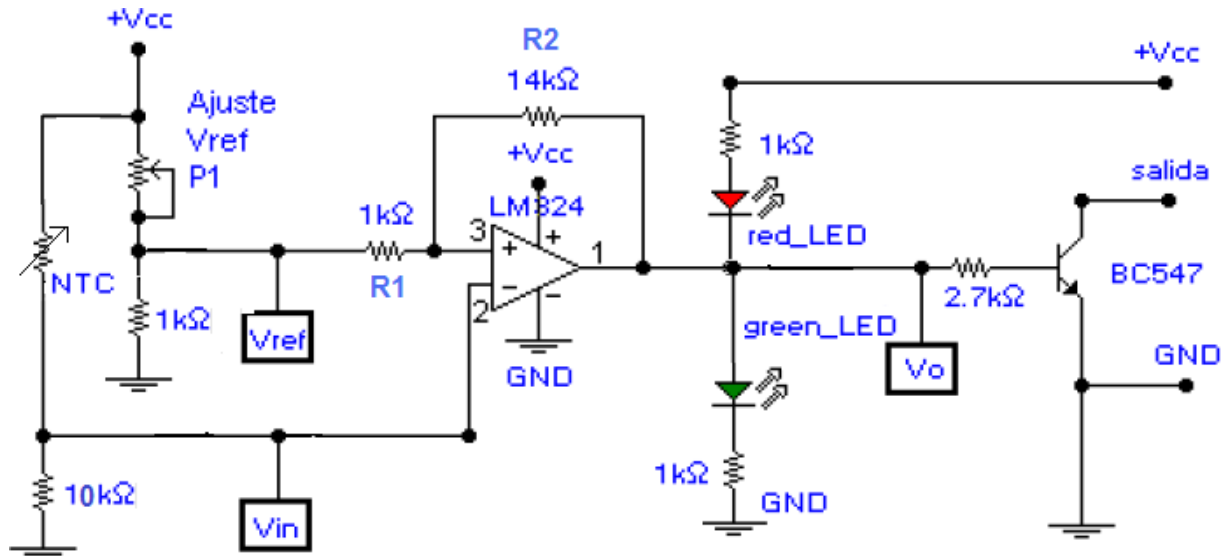 +Vcc
R2
+Vcc
14kΩ
Ajuste
Vref
P1
+Vcc
1kΩ
salida
LM324
1kΩ
3
+
+
1
red_LED
NTC
R1
BC547
2
-
-
2.7kΩ
1kΩ
Vref
green_LED
GND
Vo
GND
1kΩ
10kΩ
Vin
GND